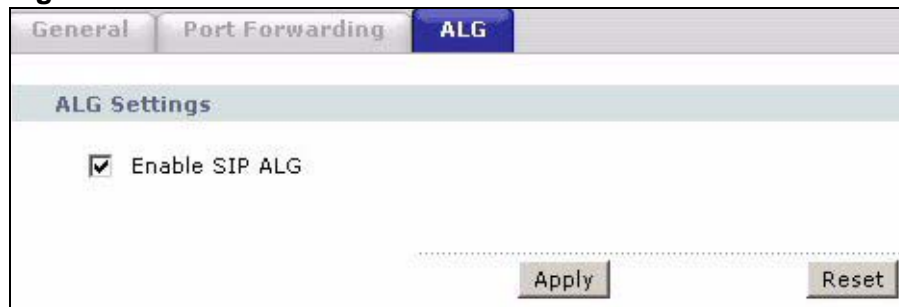 General Port Forwarding ALG
ALG Settings
Enable SIP ALG
Apply Reset